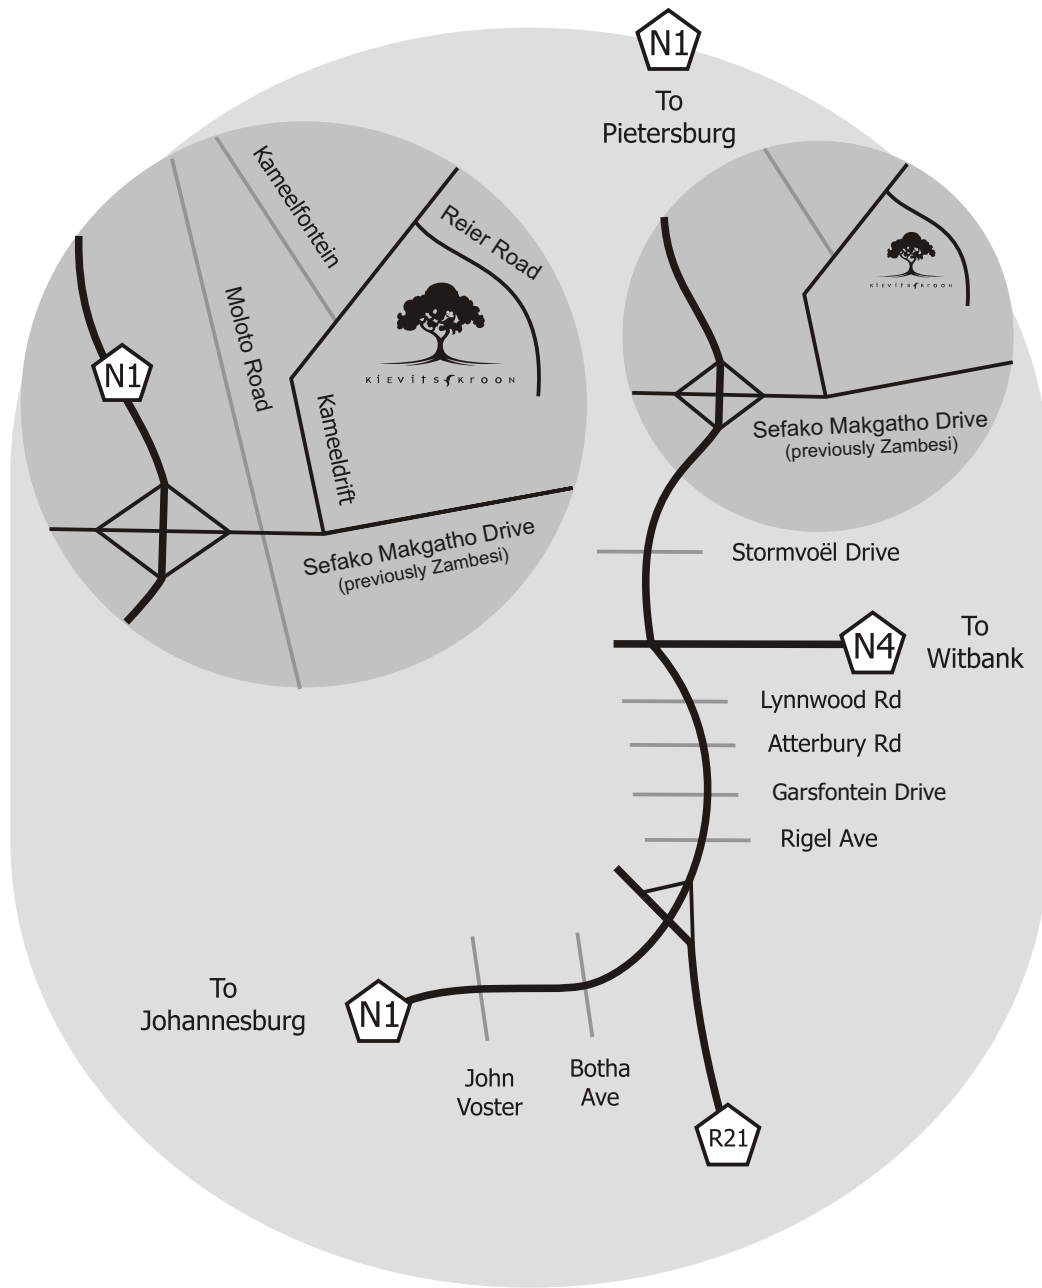 N1
To
Pietersburg
Kameelfontein
Reier Road
Moloto Road
N1
KIEVITSKROON
Kameeldrift
Sefako Makgatho Drive
(previously Zambesi)
KIEVITSKROON
Sefako Makgatho Drive
(previously Zambesi)
Stormvoël Drive
N4
To
Witbank
Lynnwood Rd
Atterbury Rd
Garsfontein Drive
Rigel Ave
To
Johannesburg
N1
John
Voster
Botha
Ave
R21